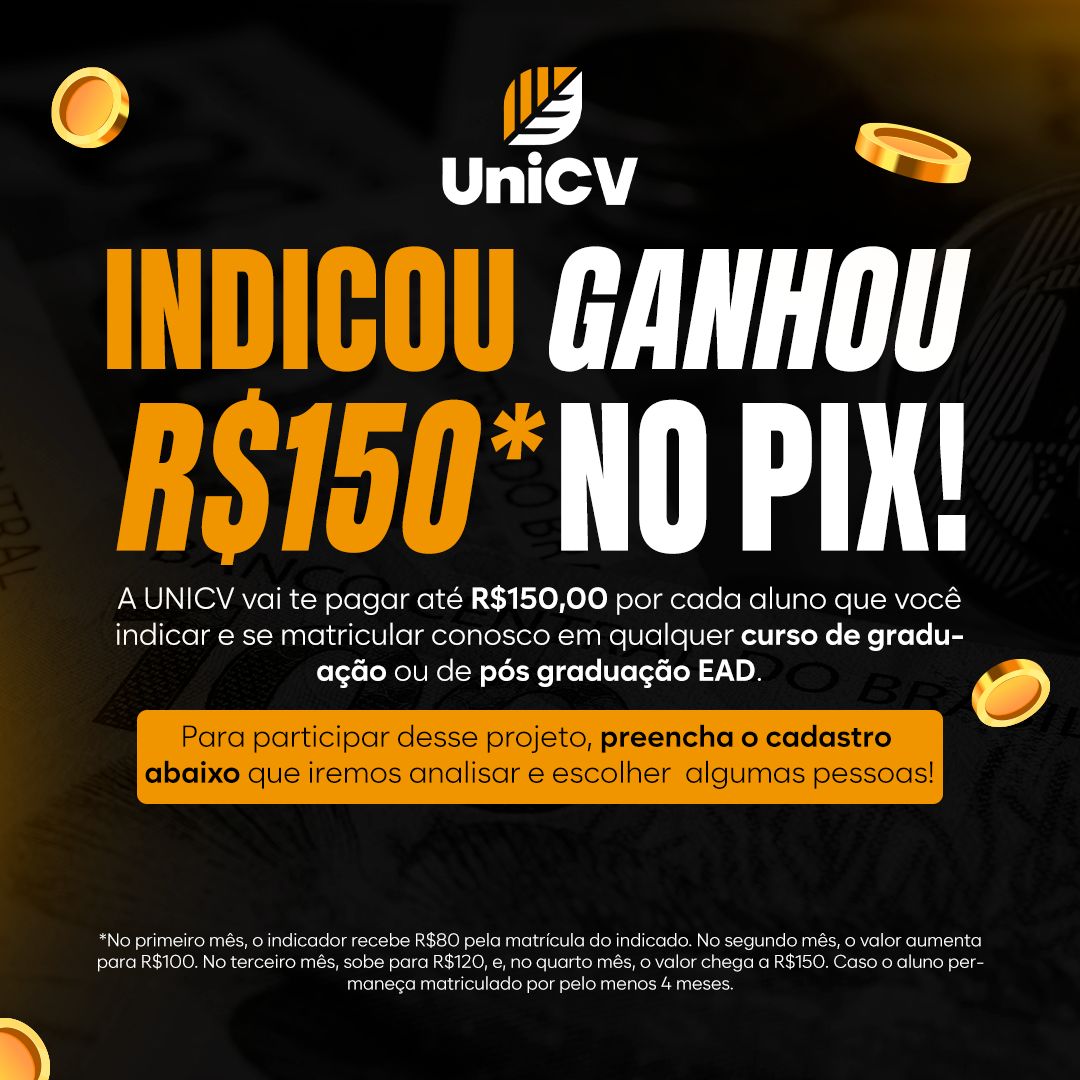 UniCV
INDICOU GANHOU
R$150* NO PIX!
A UNICV vai te pagar até R$150,00 por cada aluno que você
indicar e se matricular conosco em qualquer curso de gradu-
ação ou de pós graduação EAD.
Para participar desse projeto, preencha o cadastro
abaixo que iremos analisar e escolher algumas pessoas!
*No primeiro mês, o indicador recebe R$80 pela matrícula do indicado. No segundo mês, o valor aumenta
para R$100. No terceiro mês, sobe para R$120, e, no quarto mês, o valor chega a R$150. Caso o aluno per-
maneça matriculado por pelo menos 4 meses.
BANCO CENTRAL DO BRASIL